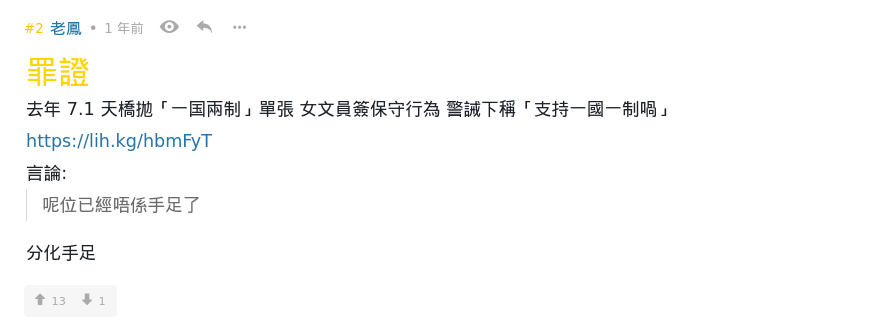 #2 老鳳 • 1 年前
罪證
去年 7.1 天橋拋「一国兩制」單張 女文員簽保守行為 警誡下稱「支持一國一制喎」
https://lih.kg/hbmFyT
言論:
呢位已經唔係手足了
分化手足
13 1